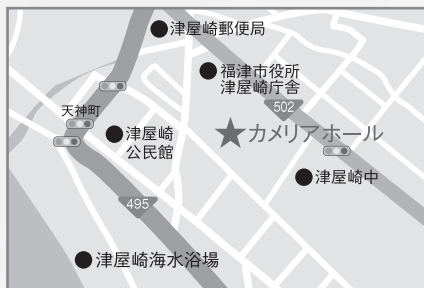 津屋崎郵便局
福津市役所
津屋崎庁舎
502
天神町
津屋崎
公民館
カメリアホール
津屋崎中
495
津屋崎海水浴場